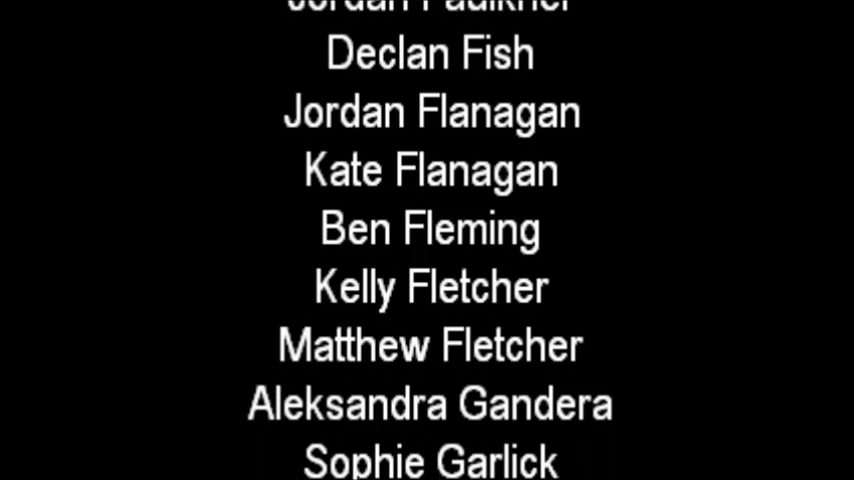 Jordan Faulkner
Declan Fish
Jordan Flanagan
Kate Flanagan
Ben Fleming
Kelly Fletcher
Matthew Fletcher
Aleksandra Gandera
Sophie Garlick